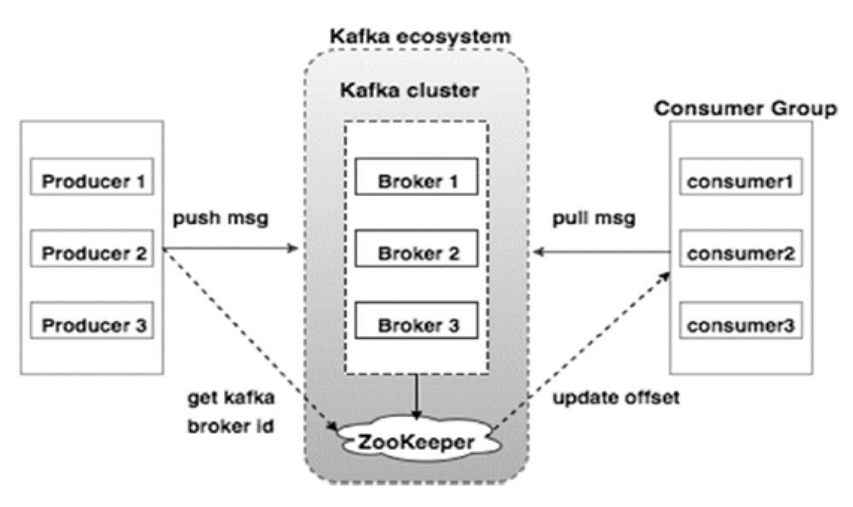 Kafka ecosystem
Kafka cluster
Consumer Group
Producer 1
Producer 2
Producer 3
push msg
get kafka
broker id
Broker 1
Broker 2
Broker 3
ZooKeeper
pull msg
update offset
consumer1
consumer2
consumer3